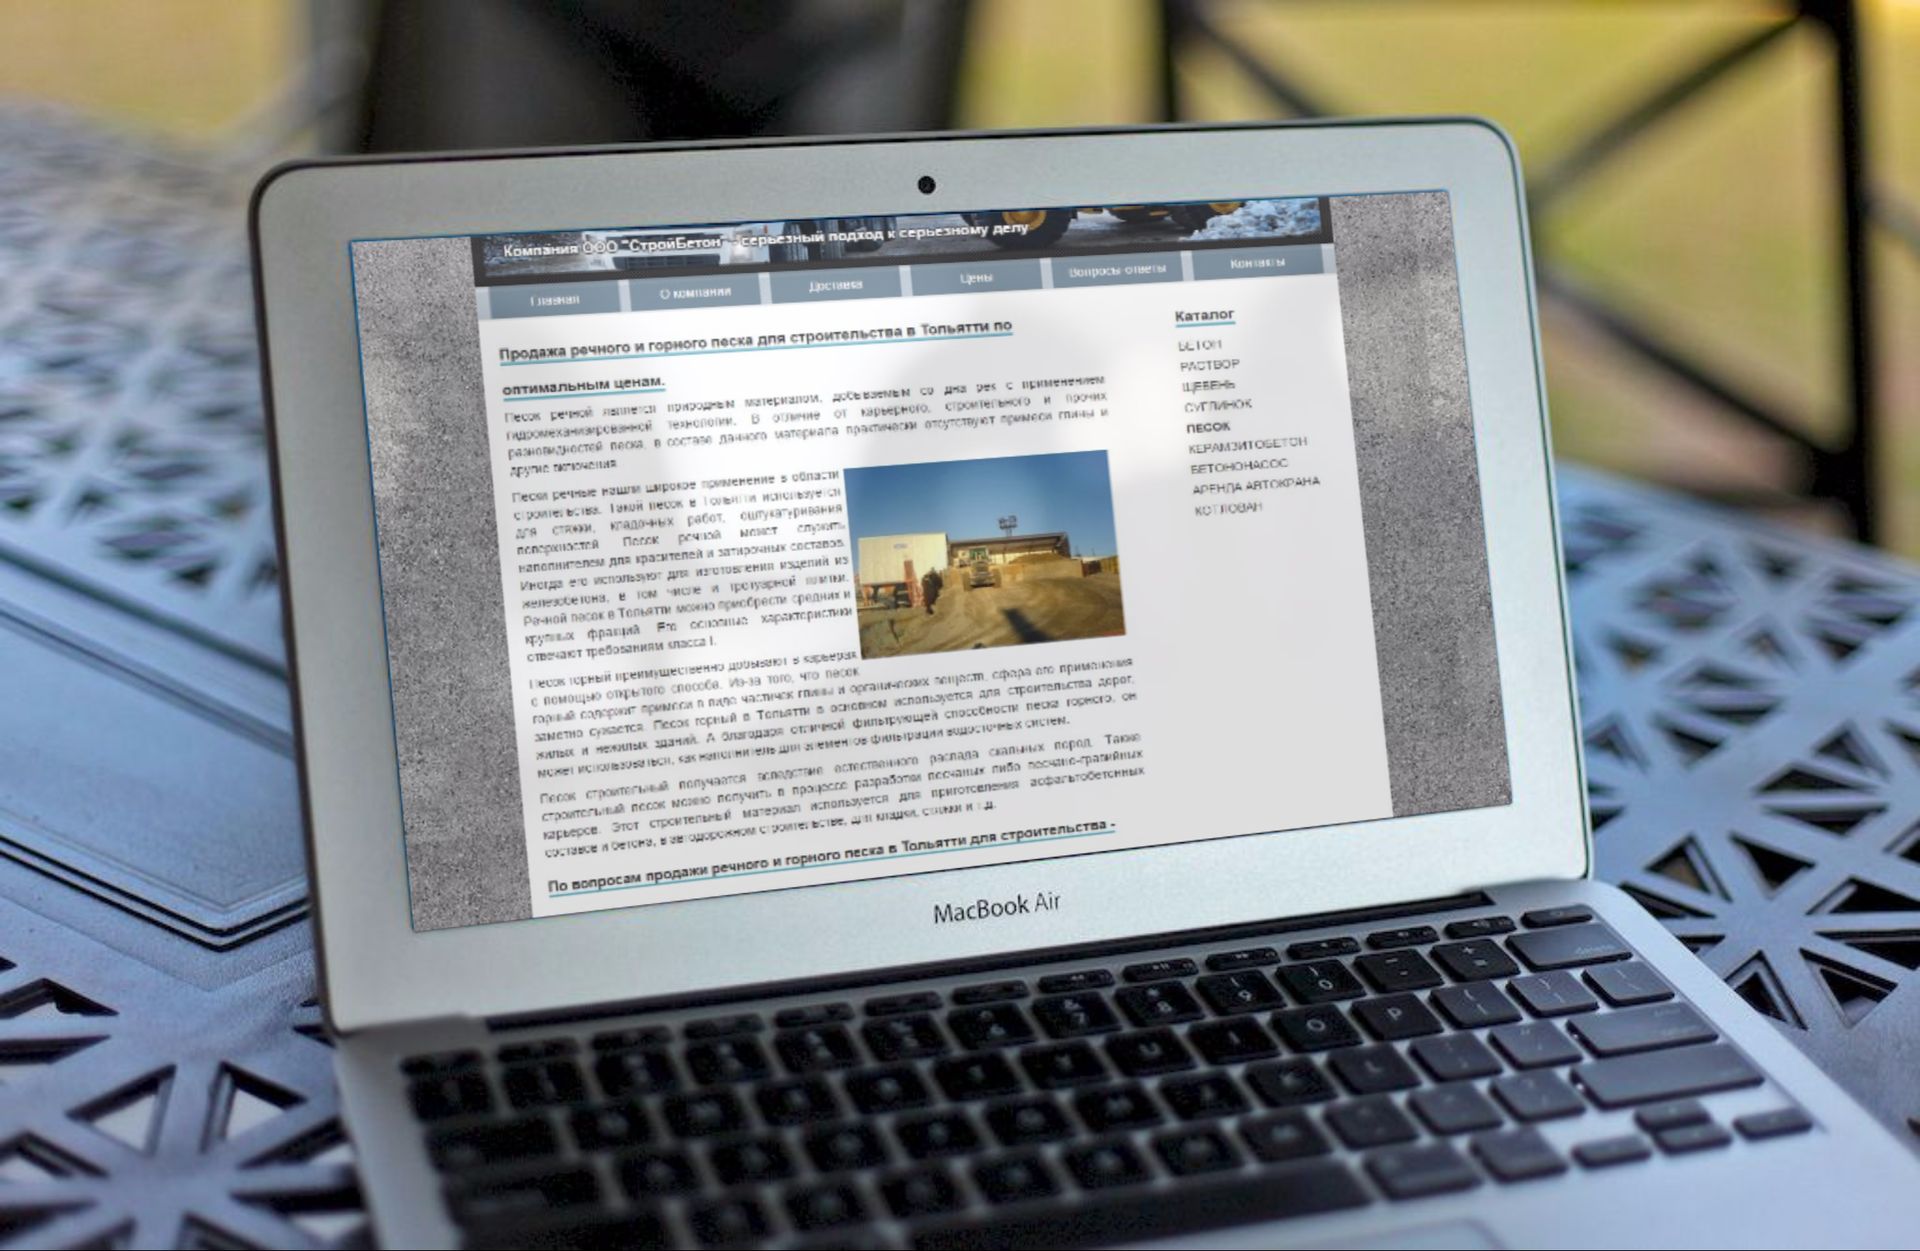 Компания ООО "СтройБетон" - серьезный подход к серьезному делу
Главная
О компании
Доставка
Цены
Вопросы-ответы
Контакты
Продажа речного и горного песка для строительства в Тольятти по
оптимальным ценам.
Песок речной является природным материалом, добываемым со дна рек с применением
гидромеханизированной технологии. В отличие от карьерного, строительного и прочих
разновидностей песка, в составе данного материала практически отсутствуют примеси глины и
другие включения.
Пески речные нашли широкое применение в области
строительства. Такой песок в Тольятти используется
для стяжки, кладочных работ, оштукатуривания
поверхностей. Песок речной может служить
наполнителем для красителей и затирочных составов.
Иногда его используют для изготовления изделий из
железобетона, в том числе и тротуарной плитки.
Речной песок в Тольятти можно приобрести средних и
крупных фракций. Его основные характеристики
отвечают требованиям класса I.
Песок горный преимущественно добывают в карьерах
с помощью открытого способа. Из-за того, что песок
горный содержит примеси в виде частичек глины и органических веществ, сфера его применения
заметно сужается. Песок горный в Тольятти в основном используется для строительства дорог,
жилых и нежилых зданий. А благодаря отличной фильтрующей способности песка горного, он
может использоваться, как наполнитель для элементов фильтрации водосточных систем.
Песок строительный получается вследствие естественного распада скальных пород. Также
строительный песок можно получить в процессе разработки песчаных либо песчано-гравийных
карьеров. Этот строительный материал используется для приготовления асфальтобетонных
составов и бетона, в автодорожном строительстве, для кладки, стяжки и т.д.
По вопросам продажи речного и горного песка в Тольятти для строительства -
Каталог
БЕТОН
РАСТВОР
ЩЕБЕНЬ
СУГЛИНОК
ПЕСОК
КЕРАМЗИТОБЕТОН
БЕТОНОНАСОС
АРЕНДА АВТОКРАНА
КОТЛОВАН
MacBook Air
delete
7 8 9 0
U I O P
K L